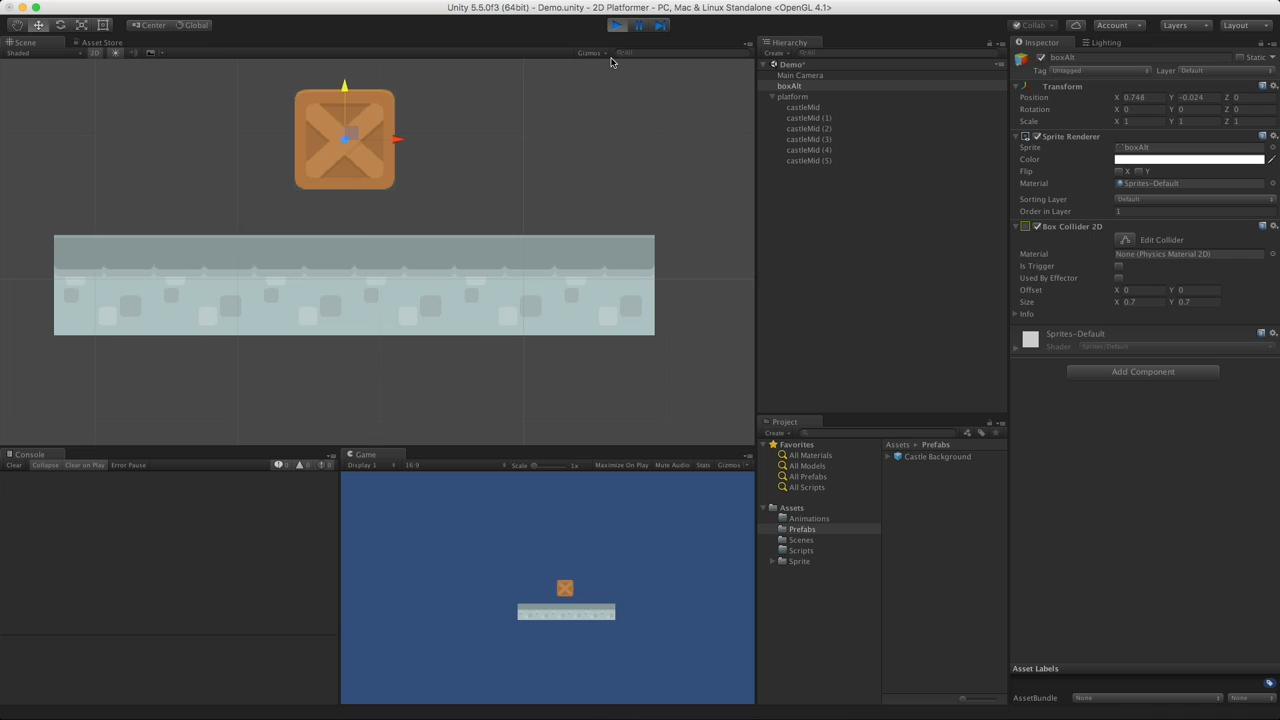 Unity 5.5.0f3 (64bit) - Demo.unity - 2D Platformer - PC, Mac & Linux Standalone <OpenGL 4.1>
Center Global
Collab Account Layers Layout
Scene Asset Store
Shaded 2D Gizmos All
Console
Clear Collapse Clear on Play Error Pause 0 0 0
Game
Display 1 16:9 Scale 1x Maximize On Play Mute Audio Stats Gizmos
Hierarchy
Create All
Demo*
Main Camera
boxAlt
platform
castleMid
castleMid (1)
castleMid (2)
castleMid (3)
castleMid (4)
castleMid (5)
Project
Create
Favorites
All Materials
All Models
All Prefabs
All Scripts
Assets
Animations
Prefabs
Scenes
Scripts
Sprite
Assets Prefabs
Castle Background
Inspector Lighting
boxAlt Static
Tag Untagged Layer Default
Transform
Position X 0.746 Y -0.024 Z 0
Rotation X 0 Y 0 Z 0
Scale X 1 Y 1 Z 1
Sprite Renderer
Sprite boxAlt
Color
Flip X Y
Material Sprites-Default
Sorting Layer Default
Order in Layer 1
Box Collider 2D
Edit Collider
Material None (Physics Material 2D)
Is Trigger
Used By Effector
Offset X 0 Y 0
Size X 0.7 Y 0.7
Info
Sprites-Default
Shader Sprites/Default
Add Component
Asset Labels
AssetBundle None None